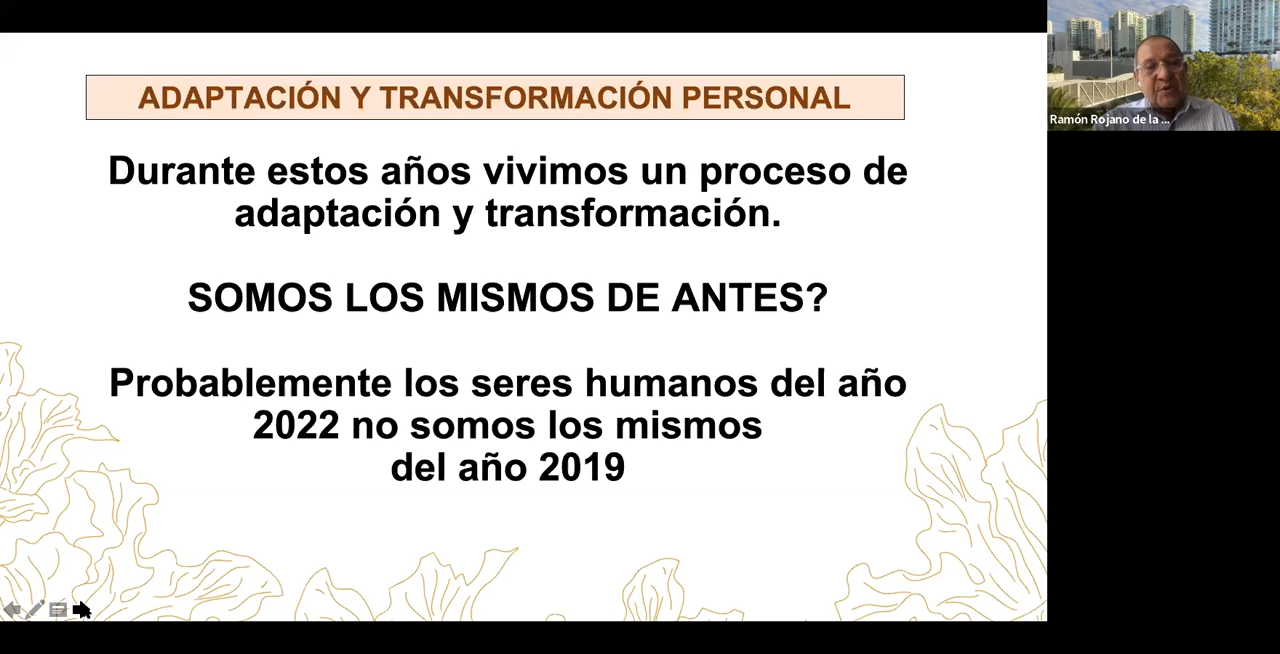 ADAPTACIÓN Y TRANSFORMACIÓN PERSONAL
Durante estos años vivimos un proceso de
adaptación y transformación.
SOMOS LOS MISMOS DE ANTES?
Probablemente los seres humanos del año
2022 no somos los mismos
del año 2019
Ramón Rojano de la ...